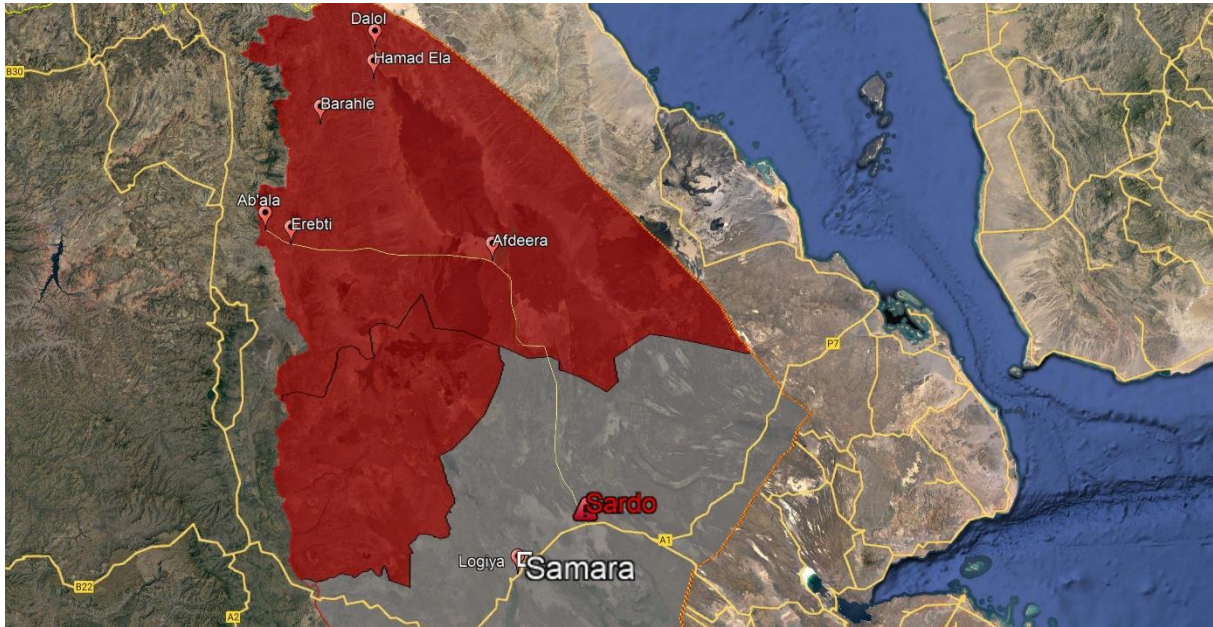 Dalol
Hamad Ela
B30
Barahle
Ab'ala
Erebti
Afdeera
P7
Sardo
A1
Logiya
Samara
B22
A2